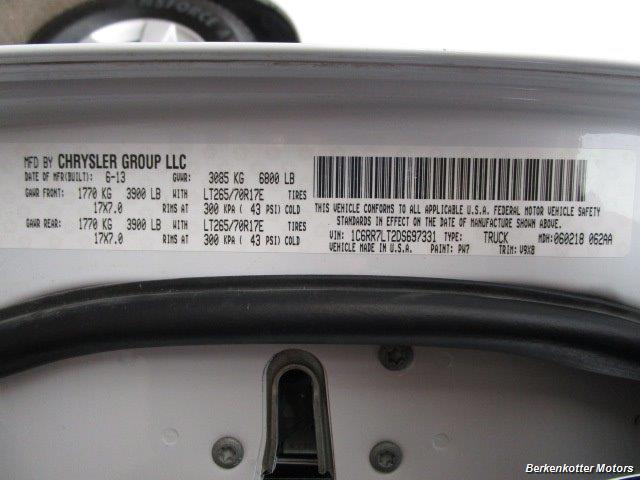 MFD BY CHRYSLER GROUP LLC
DATE OF MFR(BUILT): 6-13 GVWR: 3085 KG 6800 LB
GAWR FRONT: 1770 KG 3900 LB WITH LT265/70R17E TIRES
17X7.0 RIMS AT 300 KPA ( 43 PSI) COLD
GAWR REAR: 1770 KG 3900 LB WITH LT265/70R17E TIRES
17X7.0 RIMS AT 300 KPA ( 43 PSI) COLD
THIS VEHICLE CONFORMS TO ALL APPLICABLE U.S.A. FEDERAL MOTOR VEHICLE SAFETY
STANDARDS IN EFFECT ON THE DATE OF MANUFACTURE SHOWN ABOVE.
VIN: 1C6RR7LT2DS697331 TYPE: TRUCK MDH: 060218 062AA
VEHICLE MADE IN U.S.A. PAINT: PW7 TRIM: V9X8
Berkenkotter Motors